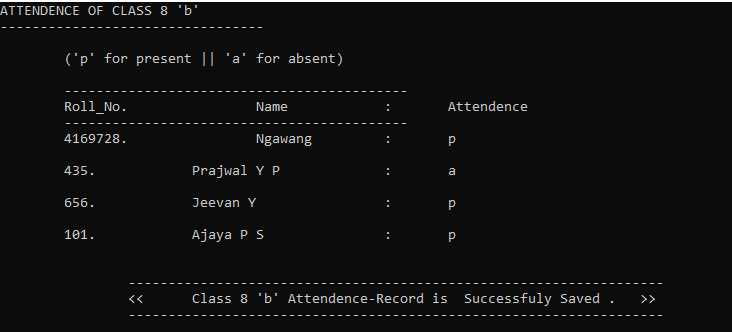 ATTENDENCE OF CLASS 8 'b'
---------------------------------
('p' for present || 'a' for absent)
-------------------------------------------
Roll_No. Name : Attendence
-------------------------------------------
4169728. Ngawang : p
435. Prajwal Y P : a
656. Jeevan Y : p
101. Ajaya P S : p
-------------------------------------------------------------------
<< Class 8 'b' Attendence-Record is Successfuly Saved . >>
-------------------------------------------------------------------